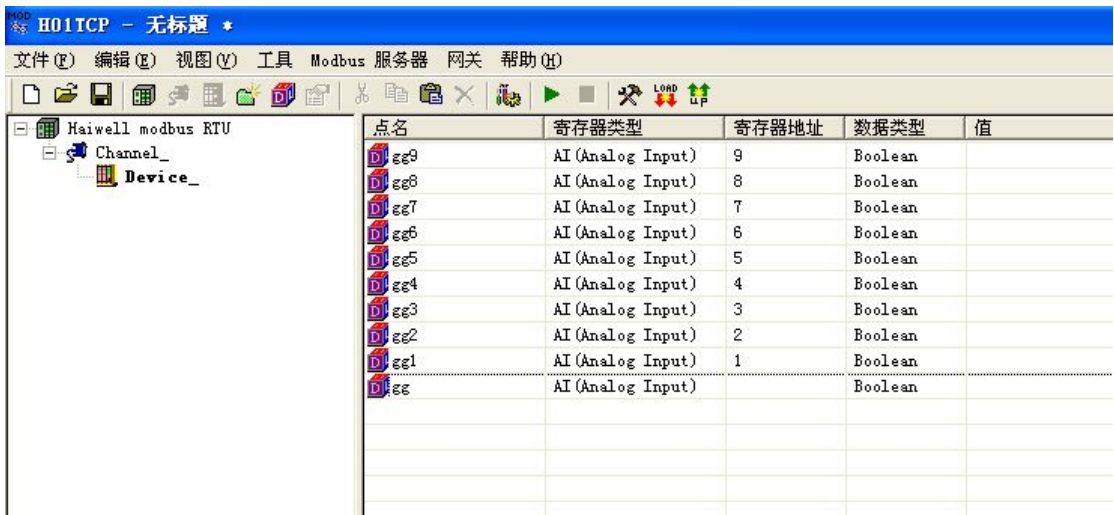 H01TCP - 无标题 *
文件(F) 编辑(E) 视图(V) 工具 Modbus 服务器 网关 帮助(H)
LOAD UP
Haiwell modbus RTU
Channel_
Device_
点名 寄存器类型 寄存器地址 数据类型 值
gg9 AI(Analog Input) 9 Boolean
gg8 AI(Analog Input) 8 Boolean
gg7 AI(Analog Input) 7 Boolean
gg6 AI(Analog Input) 6 Boolean
gg5 AI(Analog Input) 5 Boolean
gg4 AI(Analog Input) 4 Boolean
gg3 AI(Analog Input) 3 Boolean
gg2 AI(Analog Input) 2 Boolean
gg1 AI(Analog Input) 1 Boolean
gg AI(Analog Input) Boolean